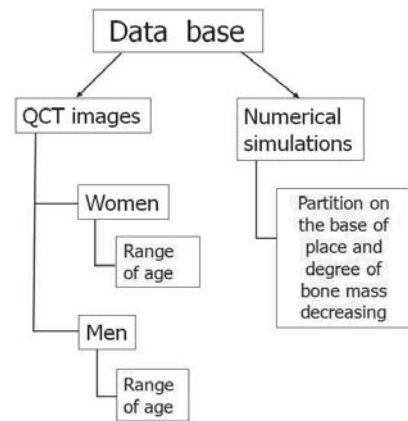 Data base
QCT images
Women
Range
of age
Men
Range
of age
Numerical
simulations
Partition on
the base of
place and
degree of
bone mass
decreasing